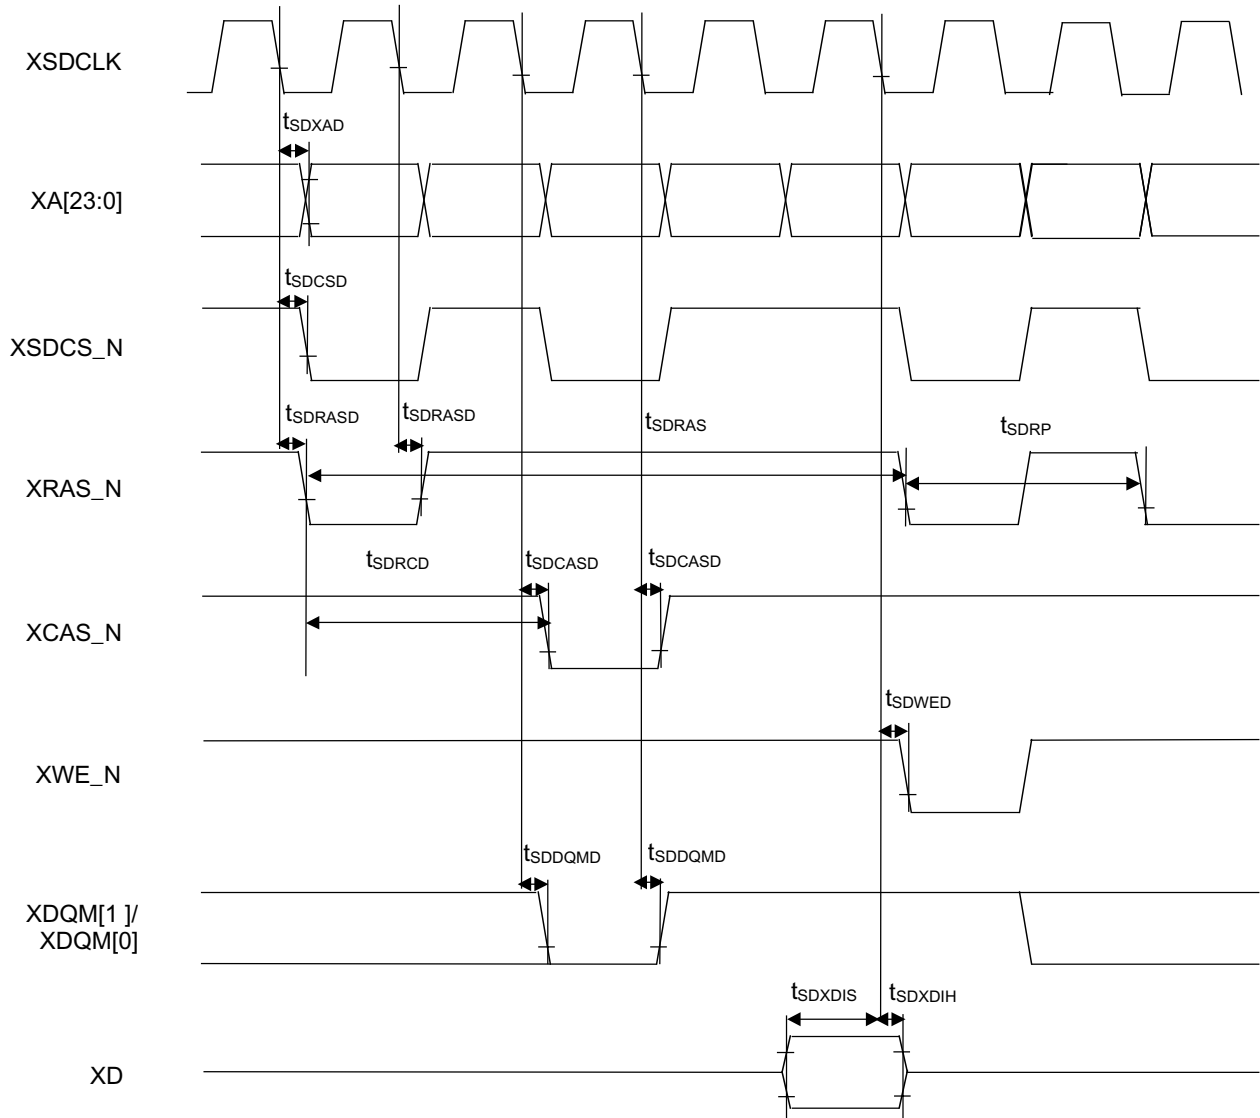 XSDCLK
tSDXAD
XA[23:0]
tSDCSD
XSDCS_N
tSDRASD tSDRASD tSDRAS tSDRP
XRAS_N
tSDRCD tSDCASD tSDCASD
XCAS_N
tSDWED
XWE_N
tSDDQMD tSDDQMD
XDQM[1 ]/
XDQM[0]
tSDXDIS tSDXDIH
XD